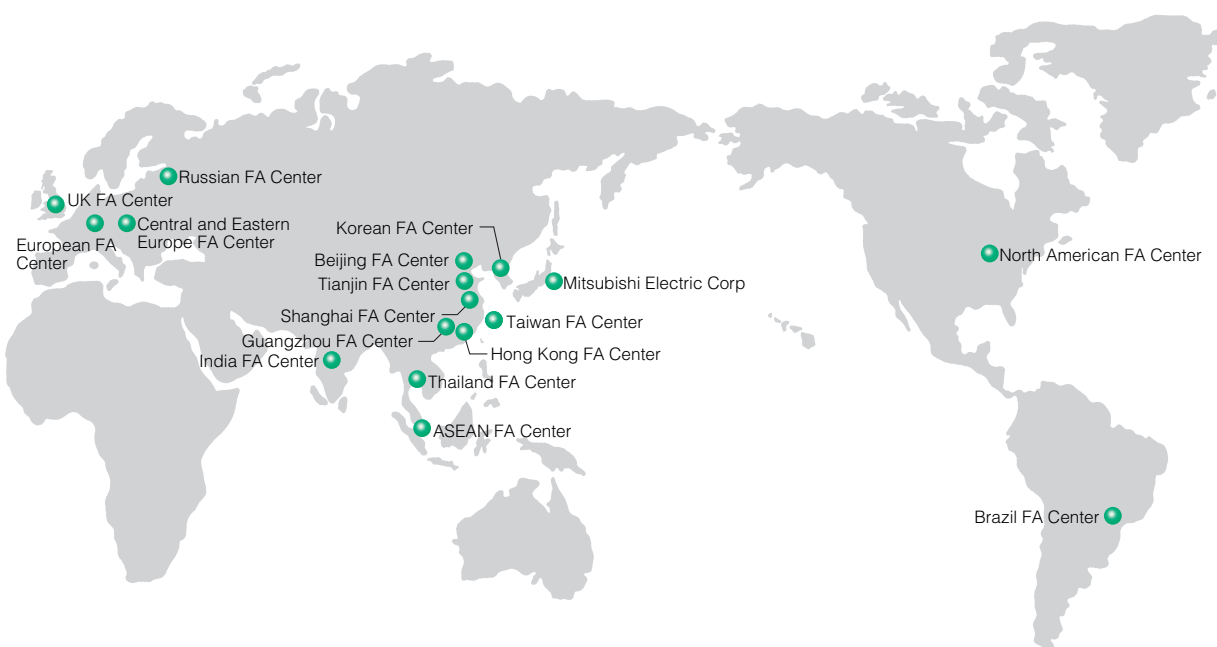 Russian FA Center
UK FA Center
Central and Eastern
Europe FA Center
European FA
Center
Korean FA Center
Beijing FA Center
Tianjin FA Center
Mitsubishi Electric Corp
North American FA Center
Shanghai FA Center
Taiwan FA Center
Guangzhou FA Center
Hong Kong FA Center
India FA Center
Thailand FA Center
ASEAN FA Center
Brazil FA Center